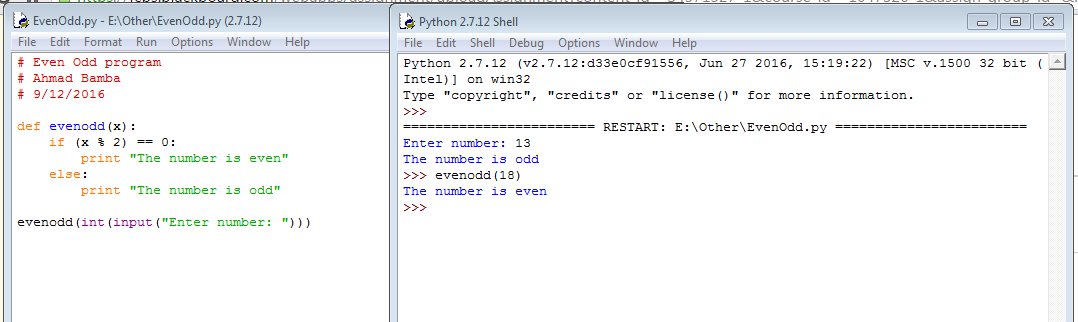 EvenOdd.py - E:\Other\EvenOdd.py (2.7.12)
File Edit Format Run Options Window Help
# Even Odd program
# Ahmad Bamba
# 9/12/2016
def evenodd(x):
    if (x % 2) == 0:
        print "The number is even"
    else:
        print "The number is odd"
evenodd(int(input("Enter number: ")))
Python 2.7.12 Shell
File Edit Shell Debug Options Window Help
Python 2.7.12 (v2.7.12:d33e0cf91556, Jun 27 2016, 15:19:22) [MSC v.1500 32 bit (
Intel)] on win32
Type "copyright", "credits" or "license()" for more information.
>>>
======================== RESTART: E:\Other\EvenOdd.py ========================
Enter number: 13
The number is odd
>>> evenodd(18)
The number is even
>>>